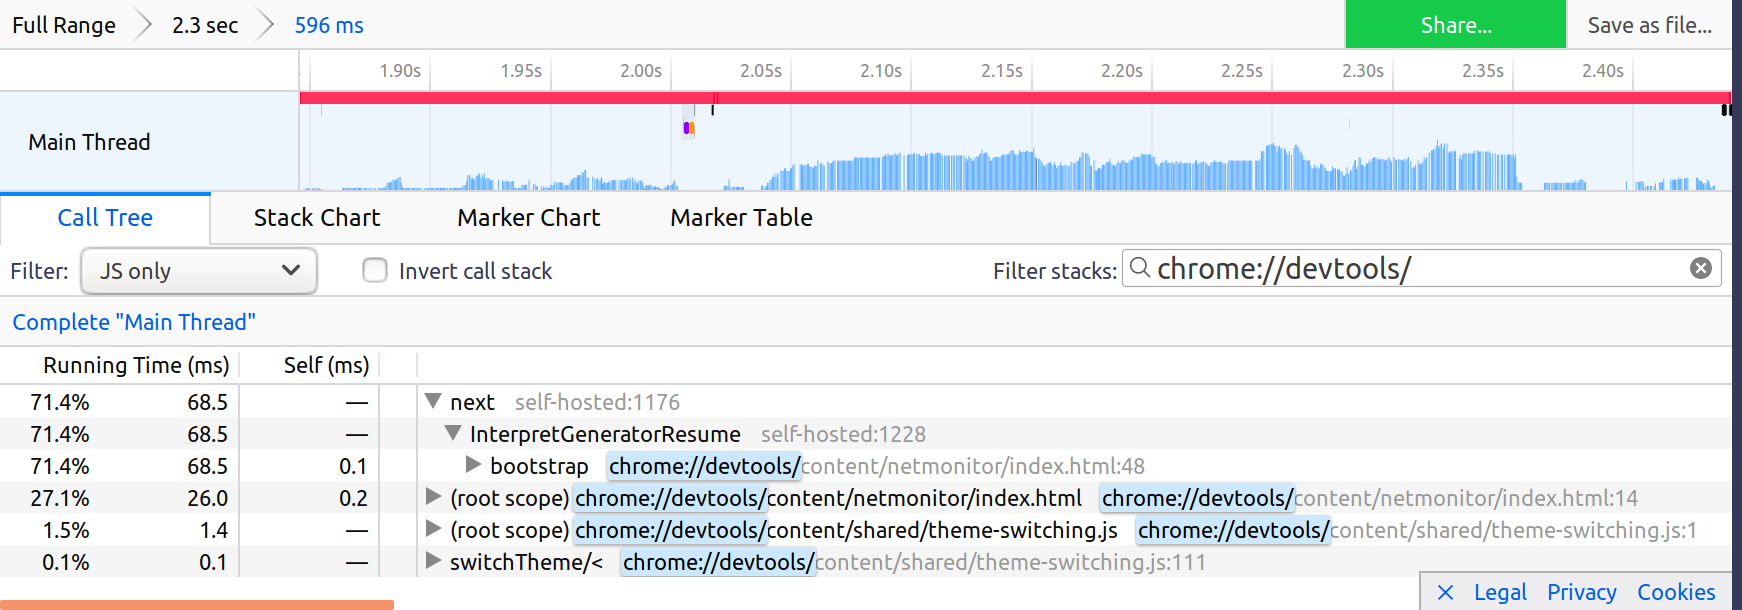 Full Range 2.3 sec 596 ms Share... Save as file...
1.90s 1.95s 2.00s 2.05s 2.10s 2.15s 2.20s 2.25s 2.30s 2.35s 2.40s
Main Thread
Call Tree Stack Chart Marker Chart Marker Table
Filter: JS only Invert call stack Filter stacks: chrome://devtools/
Complete "Main Thread"
Running Time (ms) Self (ms)
71.4% 68.5 — next self-hosted:1176
71.4% 68.5 — InterpretGeneratorResume self-hosted:1228
71.4% 68.5 0.1 bootstrap chrome://devtools/content/netmonitor/index.html:48
27.1% 26.0 0.2 (root scope) chrome://devtools/content/netmonitor/index.html chrome://devtools/content/netmonitor/index.html:14
1.5% 1.4 — (root scope) chrome://devtools/content/shared/theme-switching.js chrome://devtools/content/shared/theme-switching.js:1
0.1% 0.1 — switchTheme/< chrome://devtools/content/shared/theme-switching.js:111
Legal Privacy Cookies